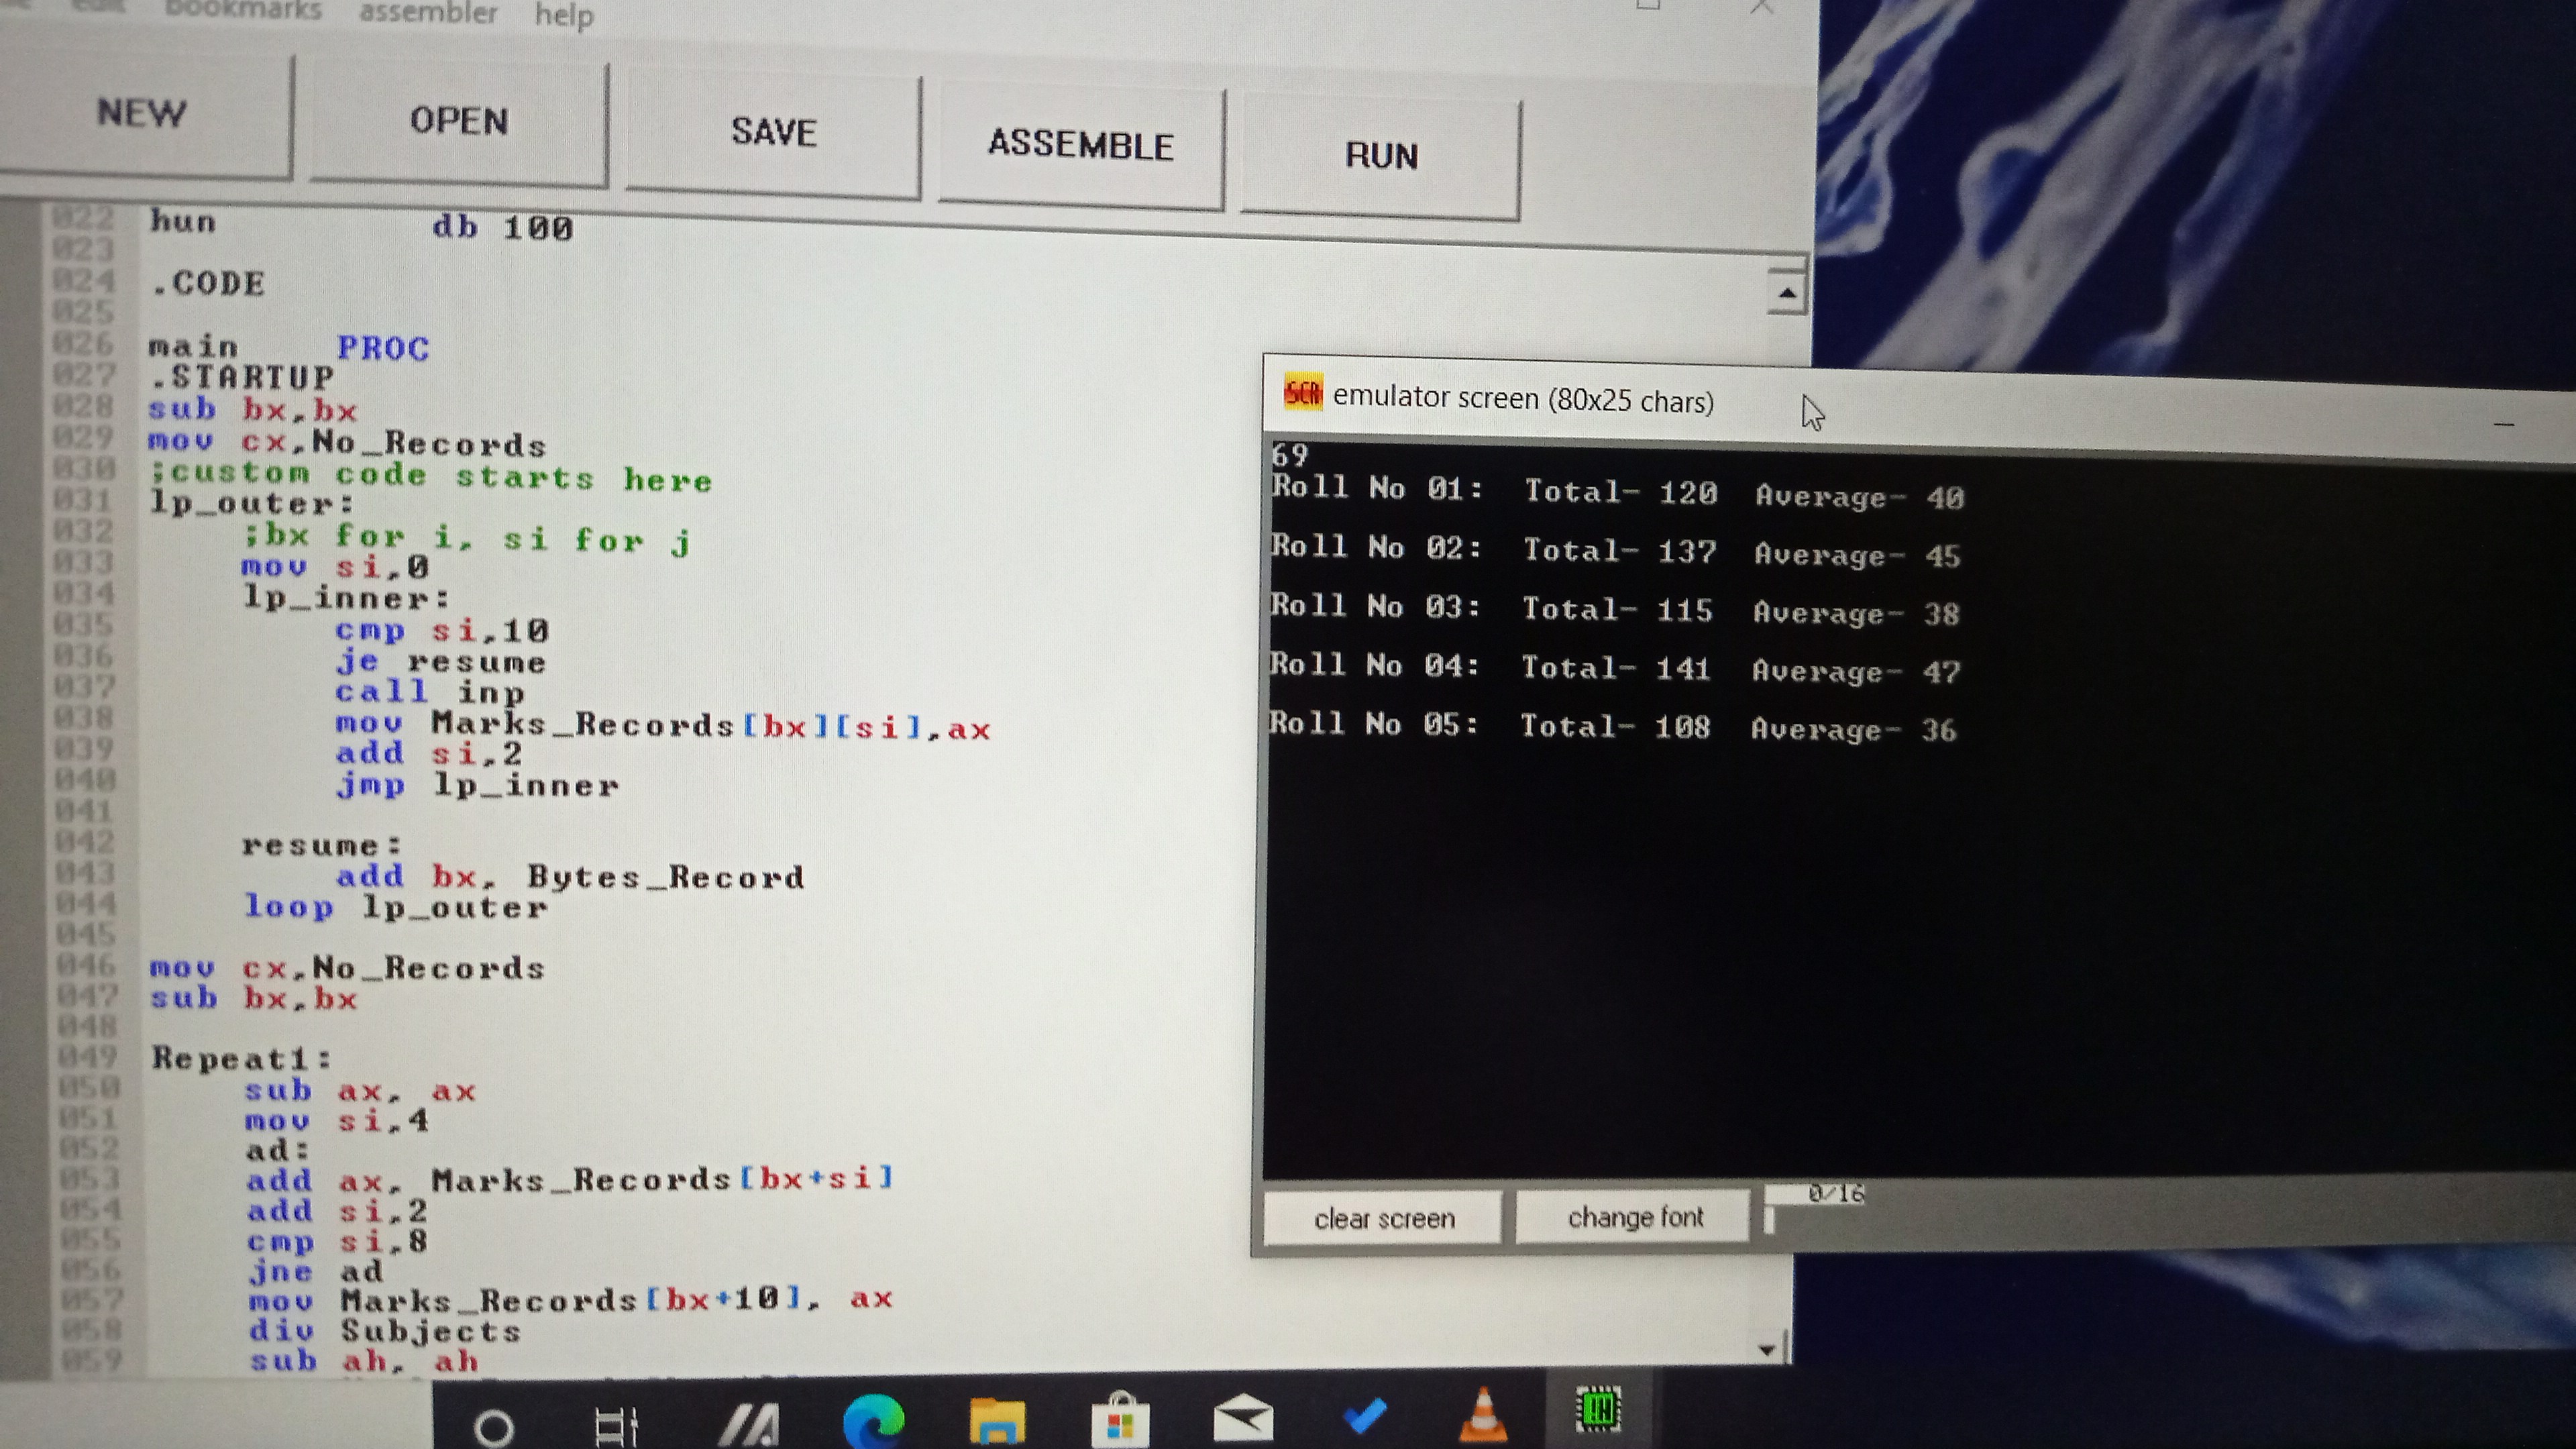 edit bookmarks assembler help
NEW OPEN SAVE ASSEMBLE RUN
022 hun db 100
023
024 .CODE
025
026 main PROC
027 .STARTUP
028 sub bx,bx
029 mov cx,No_Records
030 ;custom code starts here
031 lp_outer:
032 ;bx for i, si for j
033 mov si,0
034 lp_inner:
035 cmp si,10
036 je resume
037 call inp
038 mov Marks_Records[bx][si],ax
039 add si,2
040 jmp lp_inner
041
042 resume:
043 add bx, Bytes_Record
044 loop lp_outer
045
046 mov cx,No_Records
047 sub bx,bx
048
049 Repeat1:
050 sub ax, ax
051 mov si,4
052 ad:
053 add ax, Marks_Records[bx+si]
054 add si,2
055 cmp si,8
056 jne ad
057 mov Marks_Records[bx+10], ax
058 div Subjects
059 sub ah, ah
SCR emulator screen (80x25 chars)
69
Roll No 01: Total- 120 Average- 40
Roll No 02: Total- 137 Average- 45
Roll No 03: Total- 115 Average- 38
Roll No 04: Total- 141 Average- 47
Roll No 05: Total- 108 Average- 36
clear screen change font 0/16